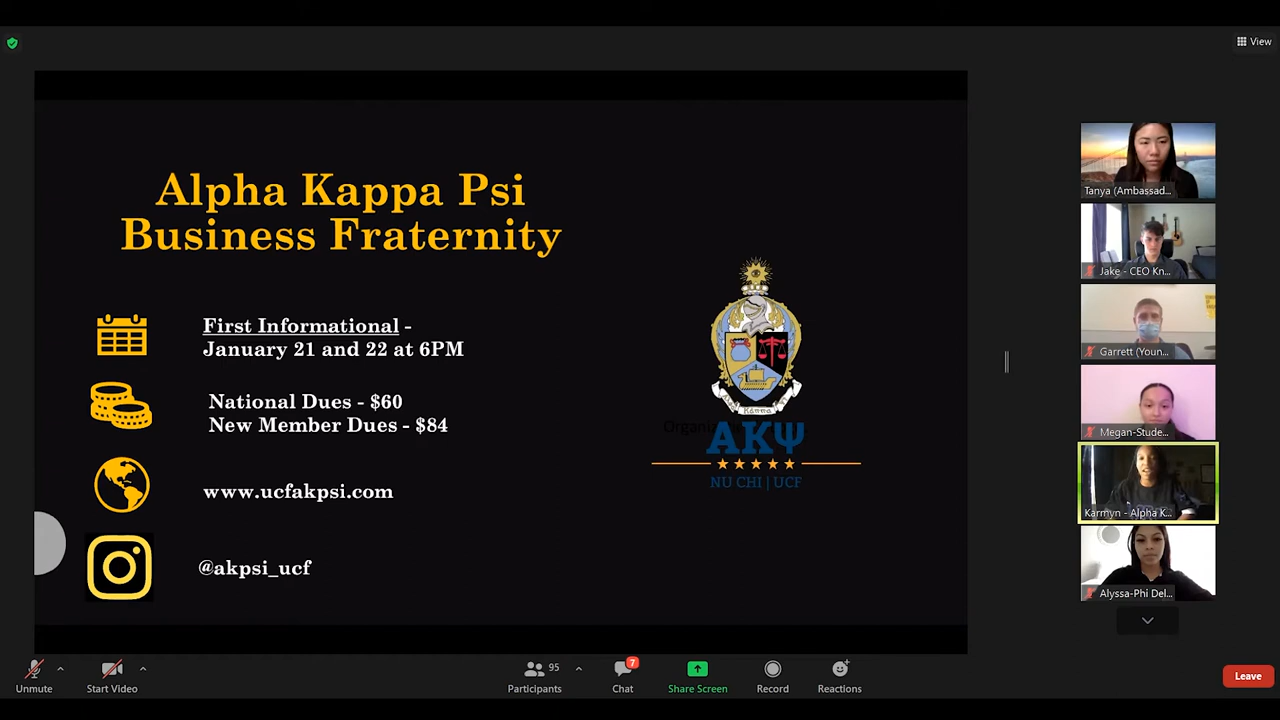 View
Alpha Kappa Psi
Business Fraternity
First Informational -
January 21 and 22 at 6PM
National Dues - $60
New Member Dues - $84
www.ucfakpsi.com
@akpsi_ucf
ΑΚΨ
NU CHI | UCF
Tanya (Ambassad...
Jake - CEO Kn...
Garrett (Youn...
Megan-Stude...
Karmyn - Alpha K...
Alyssa-Phi Del...
Unmute
Start Video
95
Participants
7
Chat
Share Screen
Record
Reactions
Leave